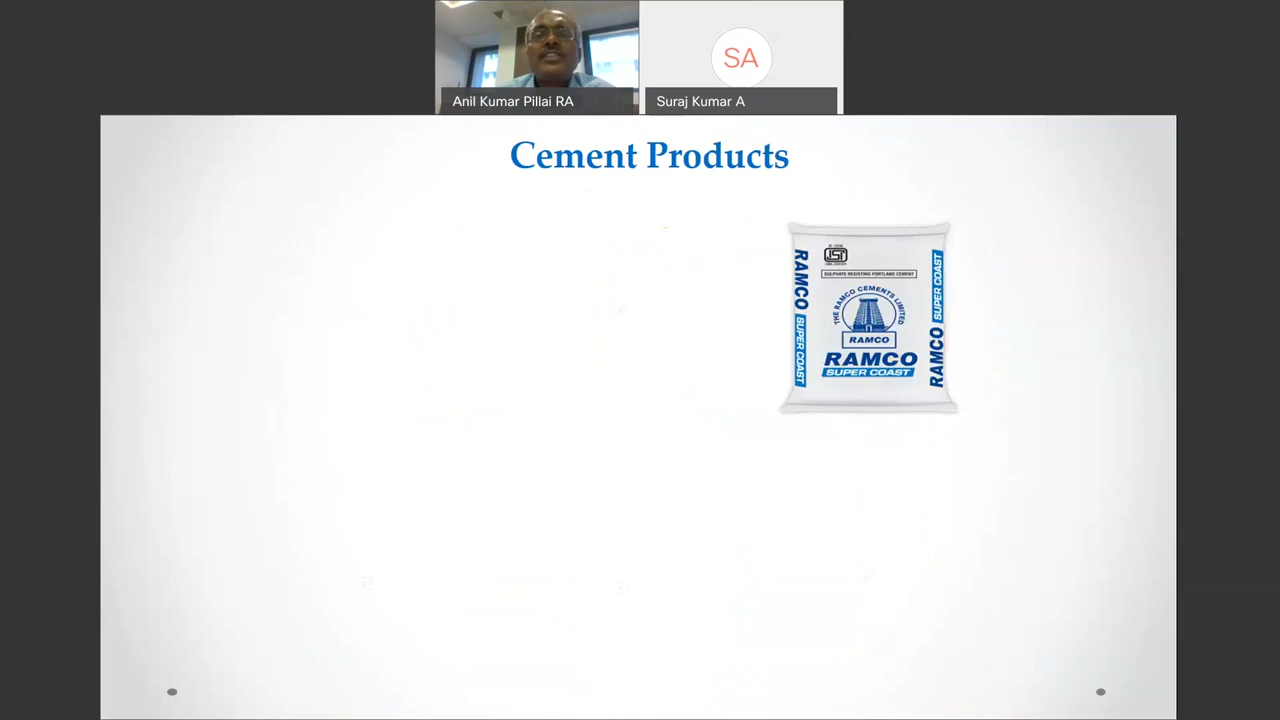 SA
Anil Kumar Pillai RA
Suraj Kumar A
Cement Products
SULPHATE RESISTING PORTLAND CEMENT
THE RAMCO CEMENTS LIMITED
RAMCO
RAMCO
SUPER COAST
RAMCO SUPER COAST
RAMCO SUPER COAST